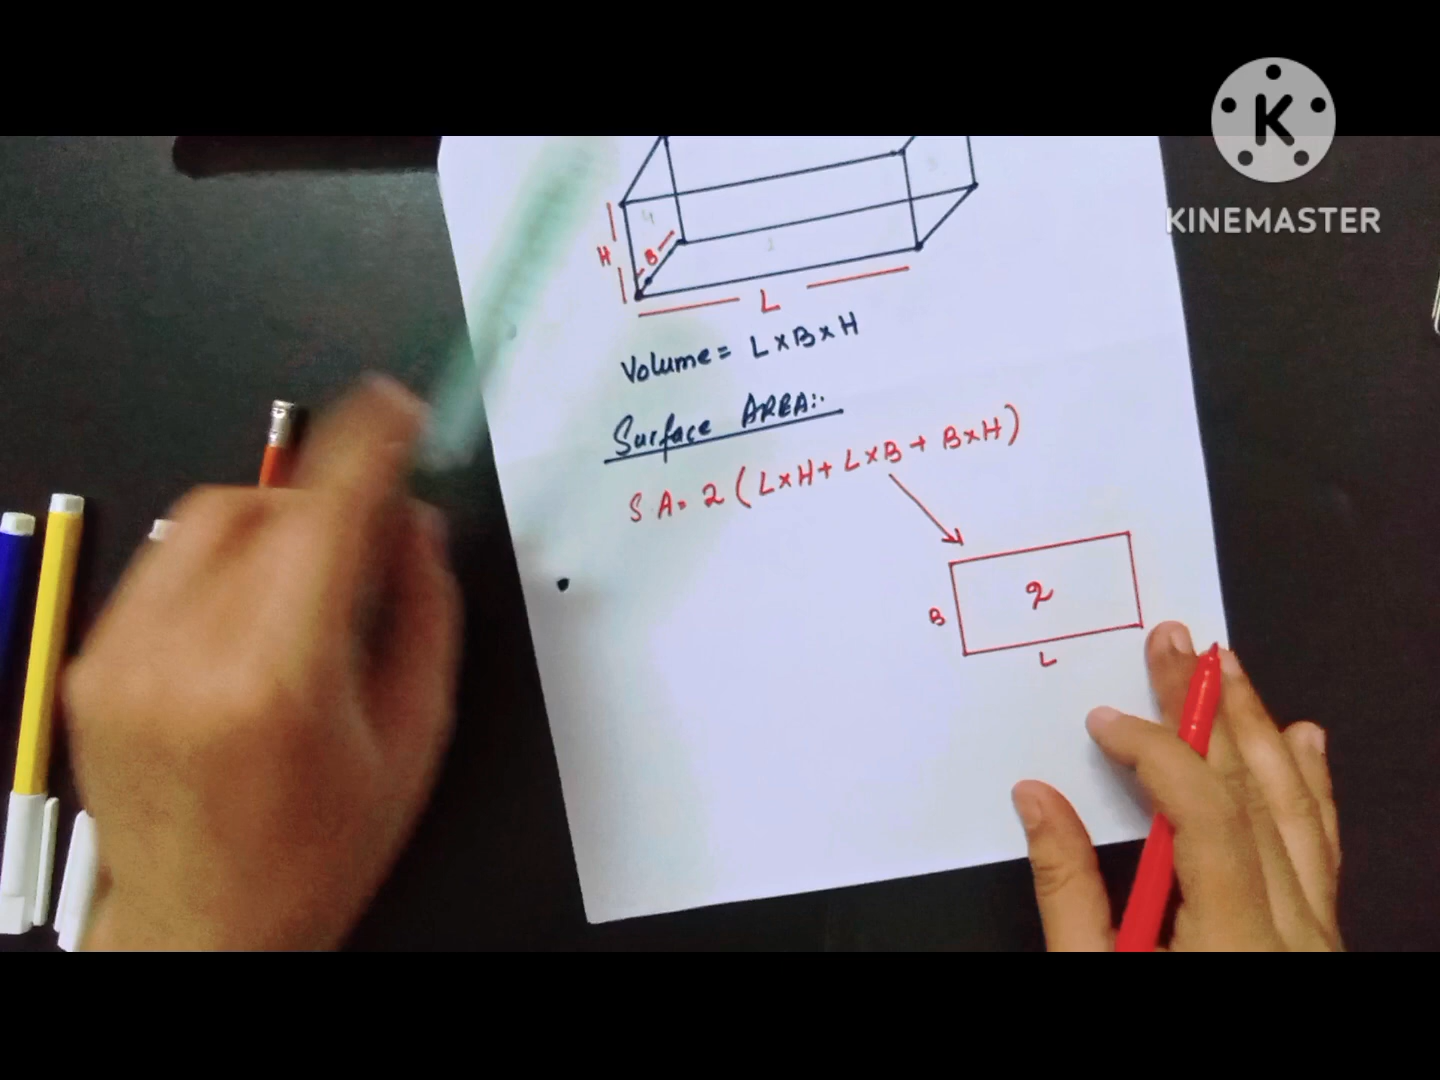 KINEMASTER
H
B
L
Volume = L×B×H
Surface AREA:.
S A = 2 (L×H + L×B + B×H)
2
B
L